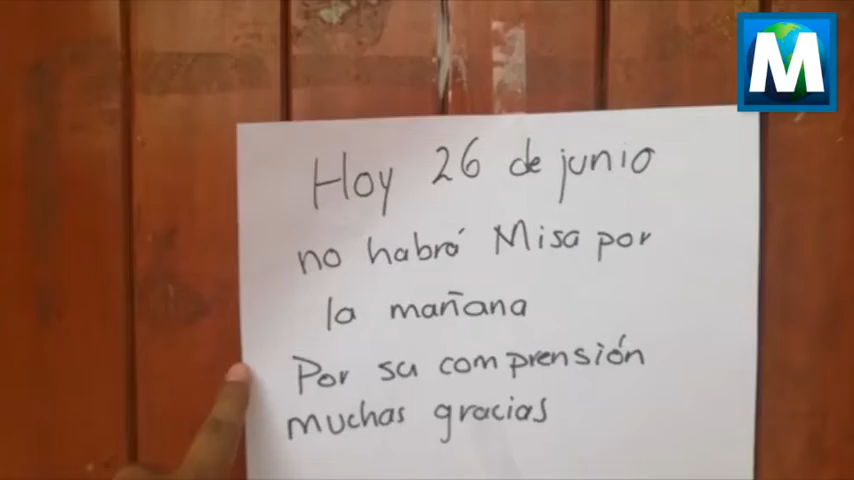 M
Hoy 26 de junio
no habrá Misa por
la mañana
Por su comprensión
muchas gracias